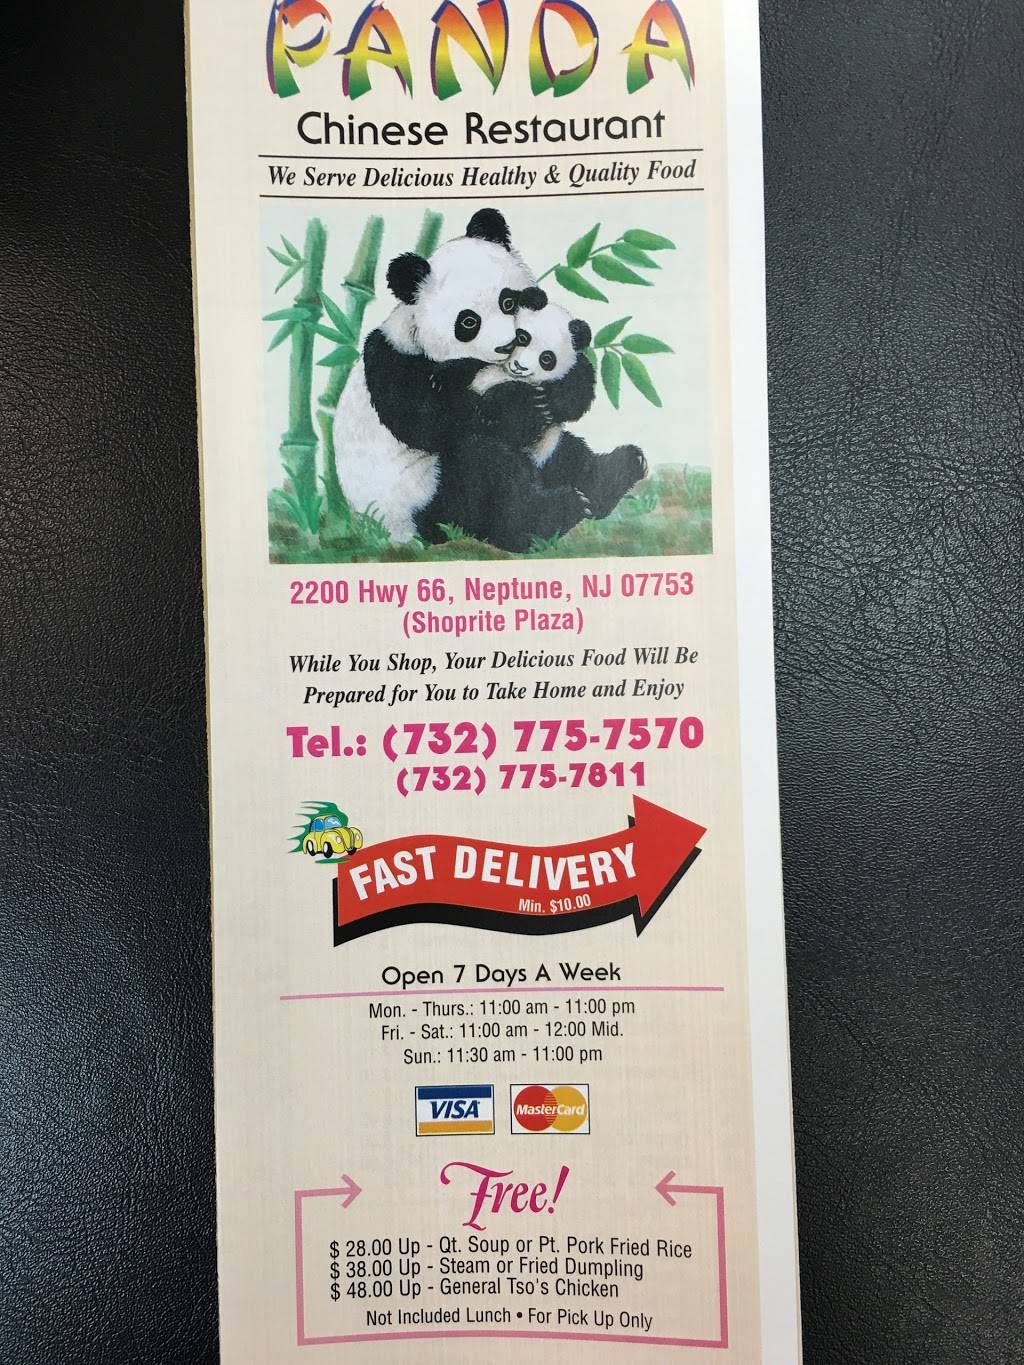 PANDA
Chinese Restaurant
We Serve Delicious Healthy & Quality Food
2200 Hwy 66, Neptune, NJ 07753
(Shoprite Plaza)
While You Shop, Your Delicious Food Will Be
Prepared for You to Take Home and Enjoy
Tel.: (732) 775-7570
(732) 775-7811
FAST DELIVERY
Min. $10.00
Open 7 Days A Week
Mon. - Thurs.: 11:00 am - 11:00 pm
Fri. - Sat.: 11:00 am - 12:00 Mid.
Sun.: 11:30 am - 11:00 pm
VISA MasterCard
Free!
$ 28.00 Up - Qt. Soup or Pt. Pork Fried Rice
$ 38.00 Up - Steam or Fried Dumpling
$ 48.00 Up - General Tso's Chicken
Not Included Lunch • For Pick Up Only